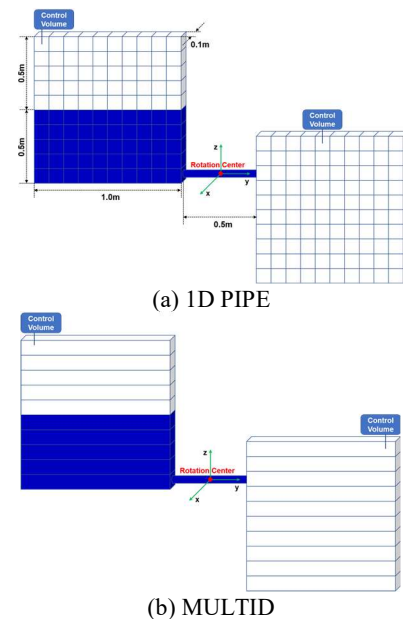 Control
Volume
0.1m
0.5m
Control
Volume
0.5m
z
Rotation Center
y
x
1.0m
0.5m
(a) 1D PIPE
Control
Volume
Control
Volume
z
Rotation Center
y
x
(b) MULTID